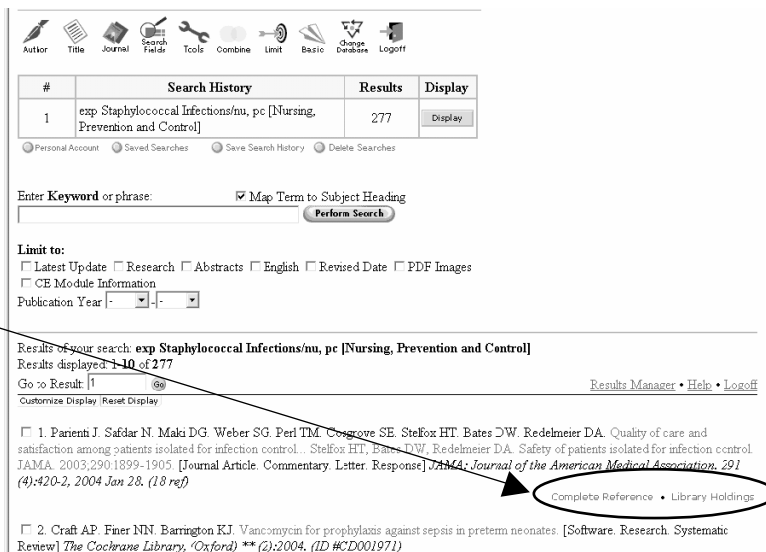 Author Title Journal Search Fields Tools Combine Limit Basic Change Database Logoff
# Search History Results Display
1 exp Staphylococcal Infections/nu, pc [Nursing, Prevention and Control] 277 Display
Personal Account Saved Searches Save Search History Delete Searches
Enter Keyword or phrase: Map Term to Subject Heading
Perform Search
Limit to:
Latest Update Research Abstracts English Revised Date PDF Images
CE Module Information
Publication Year - - -
Results of your search: exp Staphylococcal Infections/nu, pc [Nursing, Prevention and Control]
Results displayed: 1-10 of 277
Go to Result: 1 Go Results Manager • Help • Logoff
Customize Display Reset Display
1. Parienti J. Safdar N. Maki DG. Weber SG. Perl TM. Cosgrove SE. Stelfox HT. Bates DW. Redelmeier DA. Quality of care and
satisfaction among patients isolated for infection control... Stelfox HT, Bates DW, Redelmeier DA. Safety of patients isolated for infection control.
JAMA. 2003;290:1899-1905. [Journal Article. Commentary. Letter. Response] JAMA: Journal of the American Medical Association. 291
(4):420-2, 2004 Jan 28. (18 ref)
Complete Reference • Library Holdings
2. Craft AP. Finer NN. Barrington KJ. Vancomycin for prophylaxis against sepsis in preterm neonates. [Software. Research. Systematic
Review] The Cochrane Library, (Oxford) ** (2):2004. (ID #CD001971)